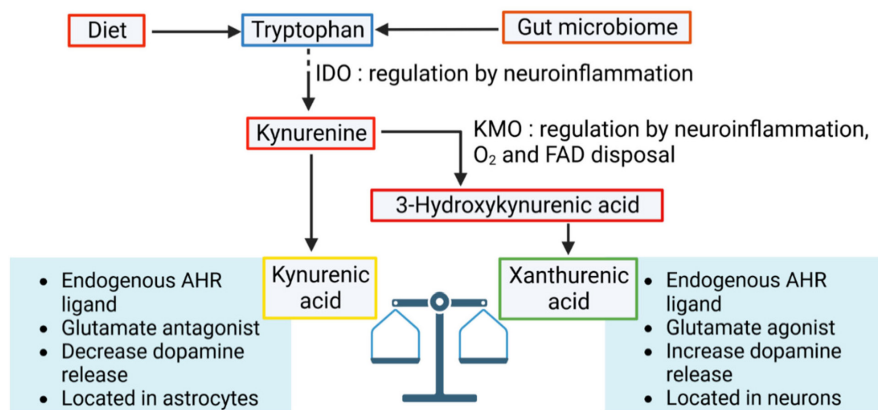 Diet
Tryptophan
Gut microbiome
IDO : regulation by neuroinflammation
Kynurenine
KMO : regulation by neuroinflammation,
O₂ and FAD disposal
3-Hydroxykynurenic acid
Kynurenic
acid
Xanthurenic
acid
• Endogenous AHR
ligand
• Glutamate antagonist
• Decrease dopamine
release
• Located in astrocytes
• Endogenous AHR
ligand
• Glutamate agonist
• Increase dopamine
release
• Located in neurons